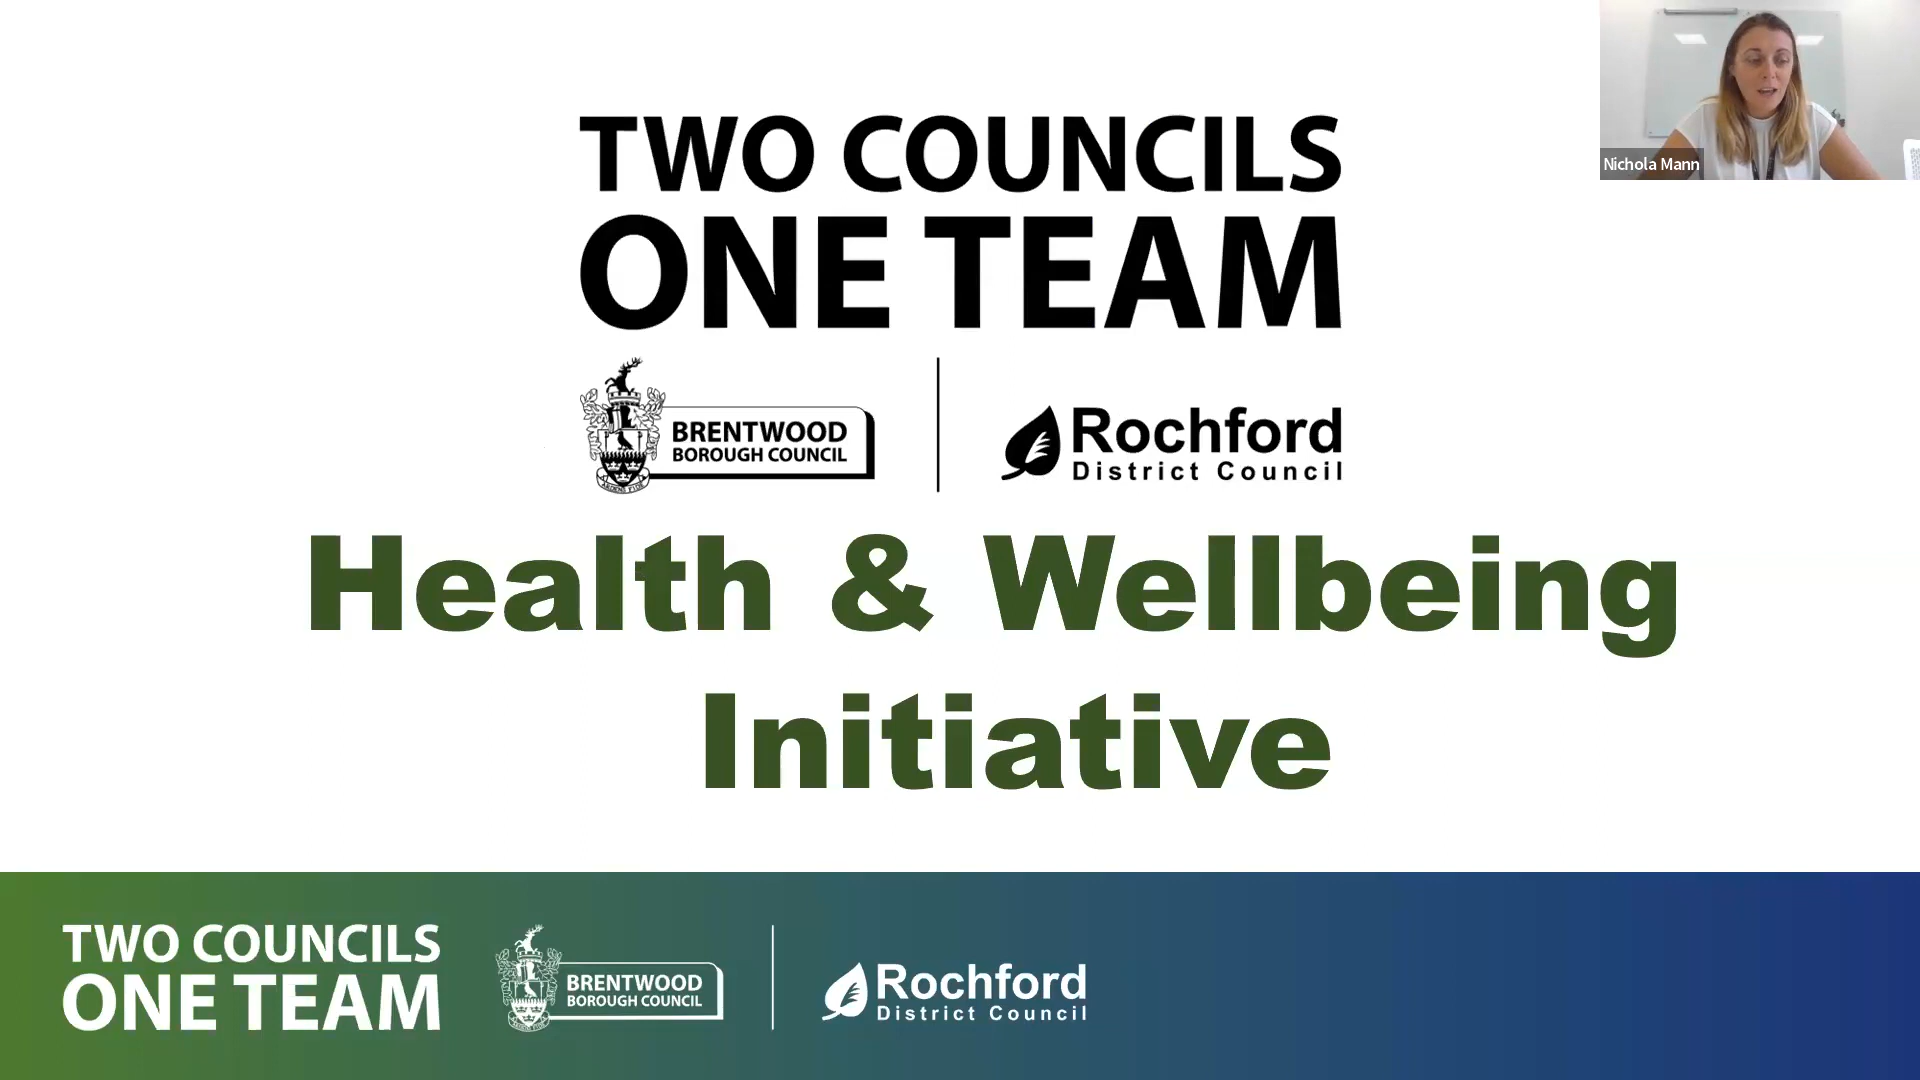 TWO COUNCILS
ONE TEAM
BRENTWOOD
BOROUGH COUNCIL
Rochford
District Council
Nichola Mann
Health & Wellbeing
Initiative
TWO COUNCILS
ONE TEAM
BRENTWOOD
BOROUGH COUNCIL
Rochford
District Council